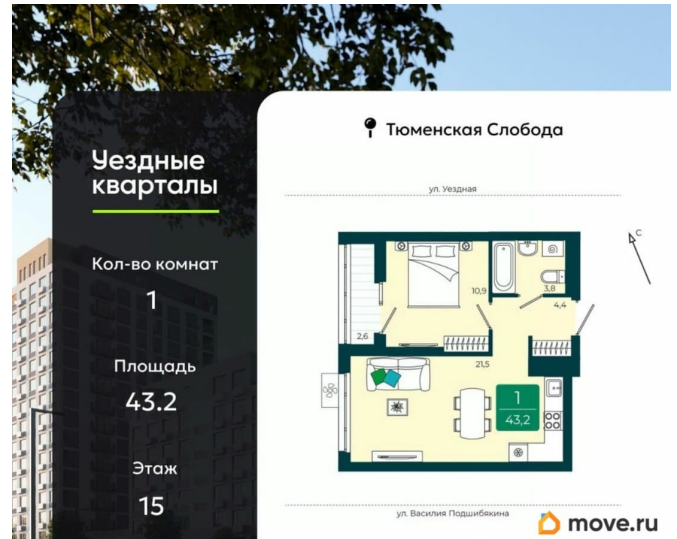 Уездные
кварталы
Кол-во комнат
1
Площадь
43.2
Этаж
15
Тюменская Слобода
ул. Уездная
С
10,9
3,8
4,4
2,6
21,5
1
43,2
ул. Василия Подшибякина
move.ru